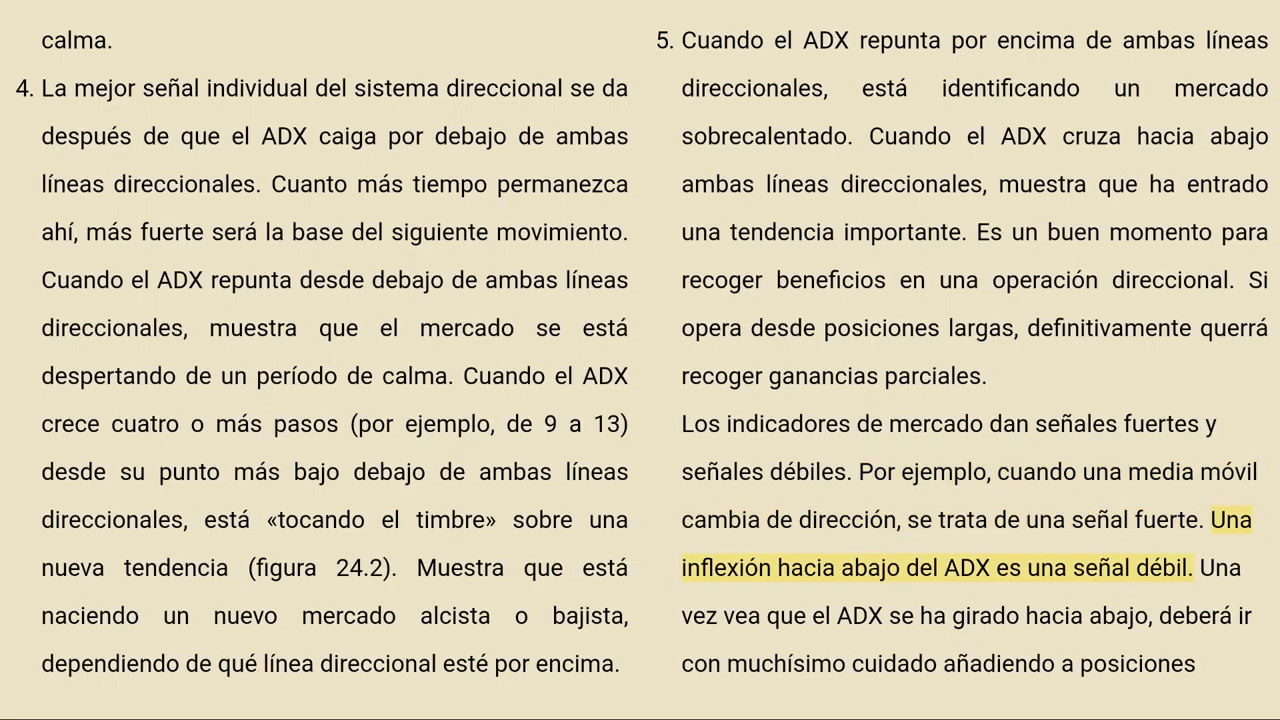 calma.
4. La mejor señal individual del sistema direccional se da
después de que el ADX caiga por debajo de ambas
líneas direccionales. Cuanto más tiempo permanezca
ahí, más fuerte será la base del siguiente movimiento.
Cuando el ADX repunta desde debajo de ambas líneas
direccionales, muestra que el mercado se está
despertando de un período de calma. Cuando el ADX
crece cuatro o más pasos (por ejemplo, de 9 a 13)
desde su punto más bajo debajo de ambas líneas
direccionales, está «tocando el timbre» sobre una
nueva tendencia (figura 24.2). Muestra que está
naciendo un nuevo mercado alcista o bajista,
dependiendo de qué línea direccional esté por encima.
5. Cuando el ADX repunta por encima de ambas líneas
direccionales, está identificando un mercado
sobrecalentado. Cuando el ADX cruza hacia abajo
ambas líneas direccionales, muestra que ha entrado
una tendencia importante. Es un buen momento para
recoger beneficios en una operación direccional. Si
opera desde posiciones largas, definitivamente querrá
recoger ganancias parciales.
Los indicadores de mercado dan señales fuertes y
señales débiles. Por ejemplo, cuando una media móvil
cambia de dirección, se trata de una señal fuerte. Una
inflexión hacia abajo del ADX es una señal débil. Una
vez vea que el ADX se ha girado hacia abajo, deberá ir
con muchísimo cuidado añadiendo a posiciones